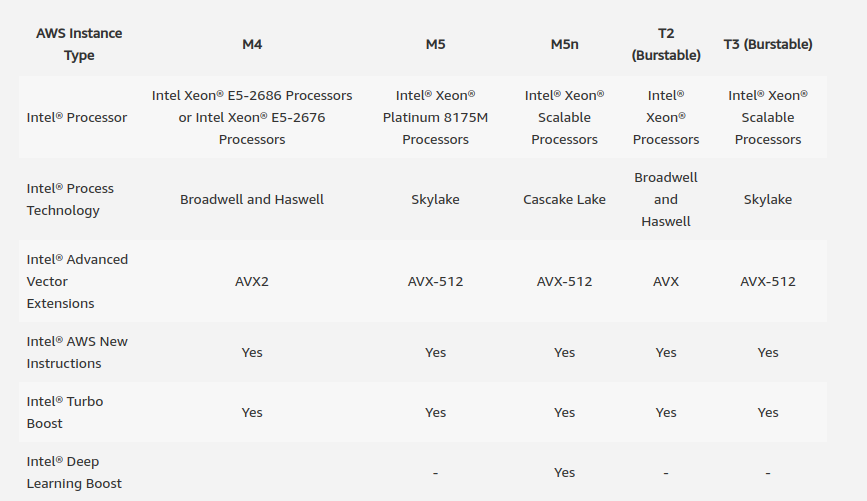 AWS Instance Type M4 M5 M5n T2 (Burstable) T3 (Burstable)
Intel® Processor Intel Xeon® E5-2686 Processors or Intel Xeon® E5-2676 Processors Intel® Xeon® Platinum 8175M Processors Intel® Xeon® Scalable Processors Intel® Xeon® Processors Intel® Xeon® Scalable Processors
Intel® Process Technology Broadwell and Haswell Skylake Cascake Lake Broadwell and Haswell Skylake
Intel® Advanced Vector Extensions AVX2 AVX-512 AVX-512 AVX AVX-512
Intel® AWS New Instructions Yes Yes Yes Yes Yes
Intel® Turbo Boost Yes Yes Yes Yes Yes
Intel® Deep Learning Boost - Yes - -